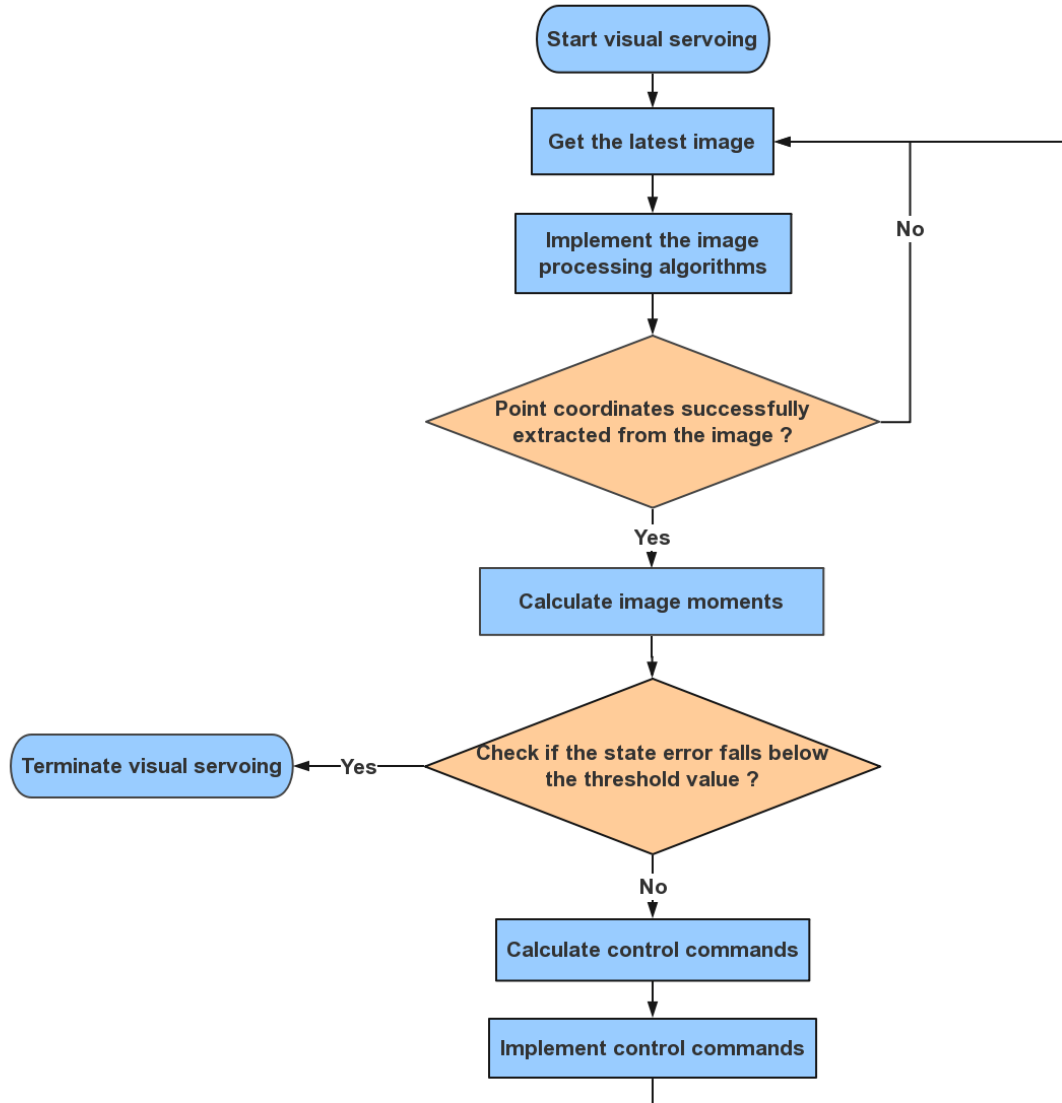 Start visual servoing
Get the latest image
No
Implement the image
processing algorithms
Point coordinates successfully
extracted from the image ?
Yes
Calculate image moments
Check if the state error falls below
the threshold value ?
Yes
Terminate visual servoing
No
Calculate control commands
Implement control commands